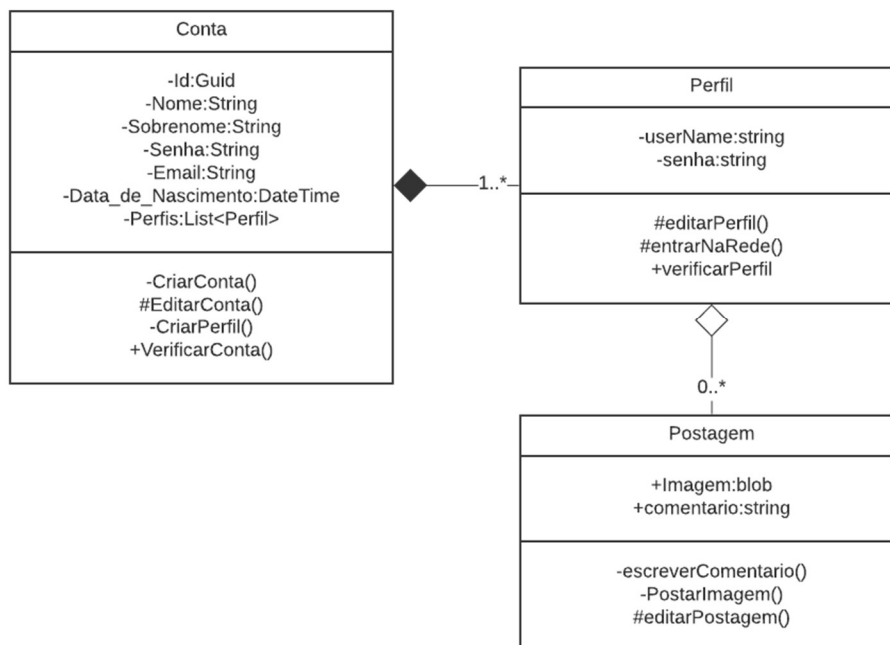 Conta
-Id:Guid
-Nome:String
-Sobrenome:String
-Senha:String
-Email:String
-Data_de_Nascimento:DateTime
-Perfis:List<Perfil>
-CriarConta()
#EditarConta()
-CriarPerfil()
+VerificarConta()
1..*
Perfil
-userName:string
-senha:string
#editarPerfil()
#entrarNaRede()
+verificarPerfil
0..*
Postagem
+Imagem:blob
+comentario:string
-escreverComentario()
-PostarImagem()
#editarPostagem()